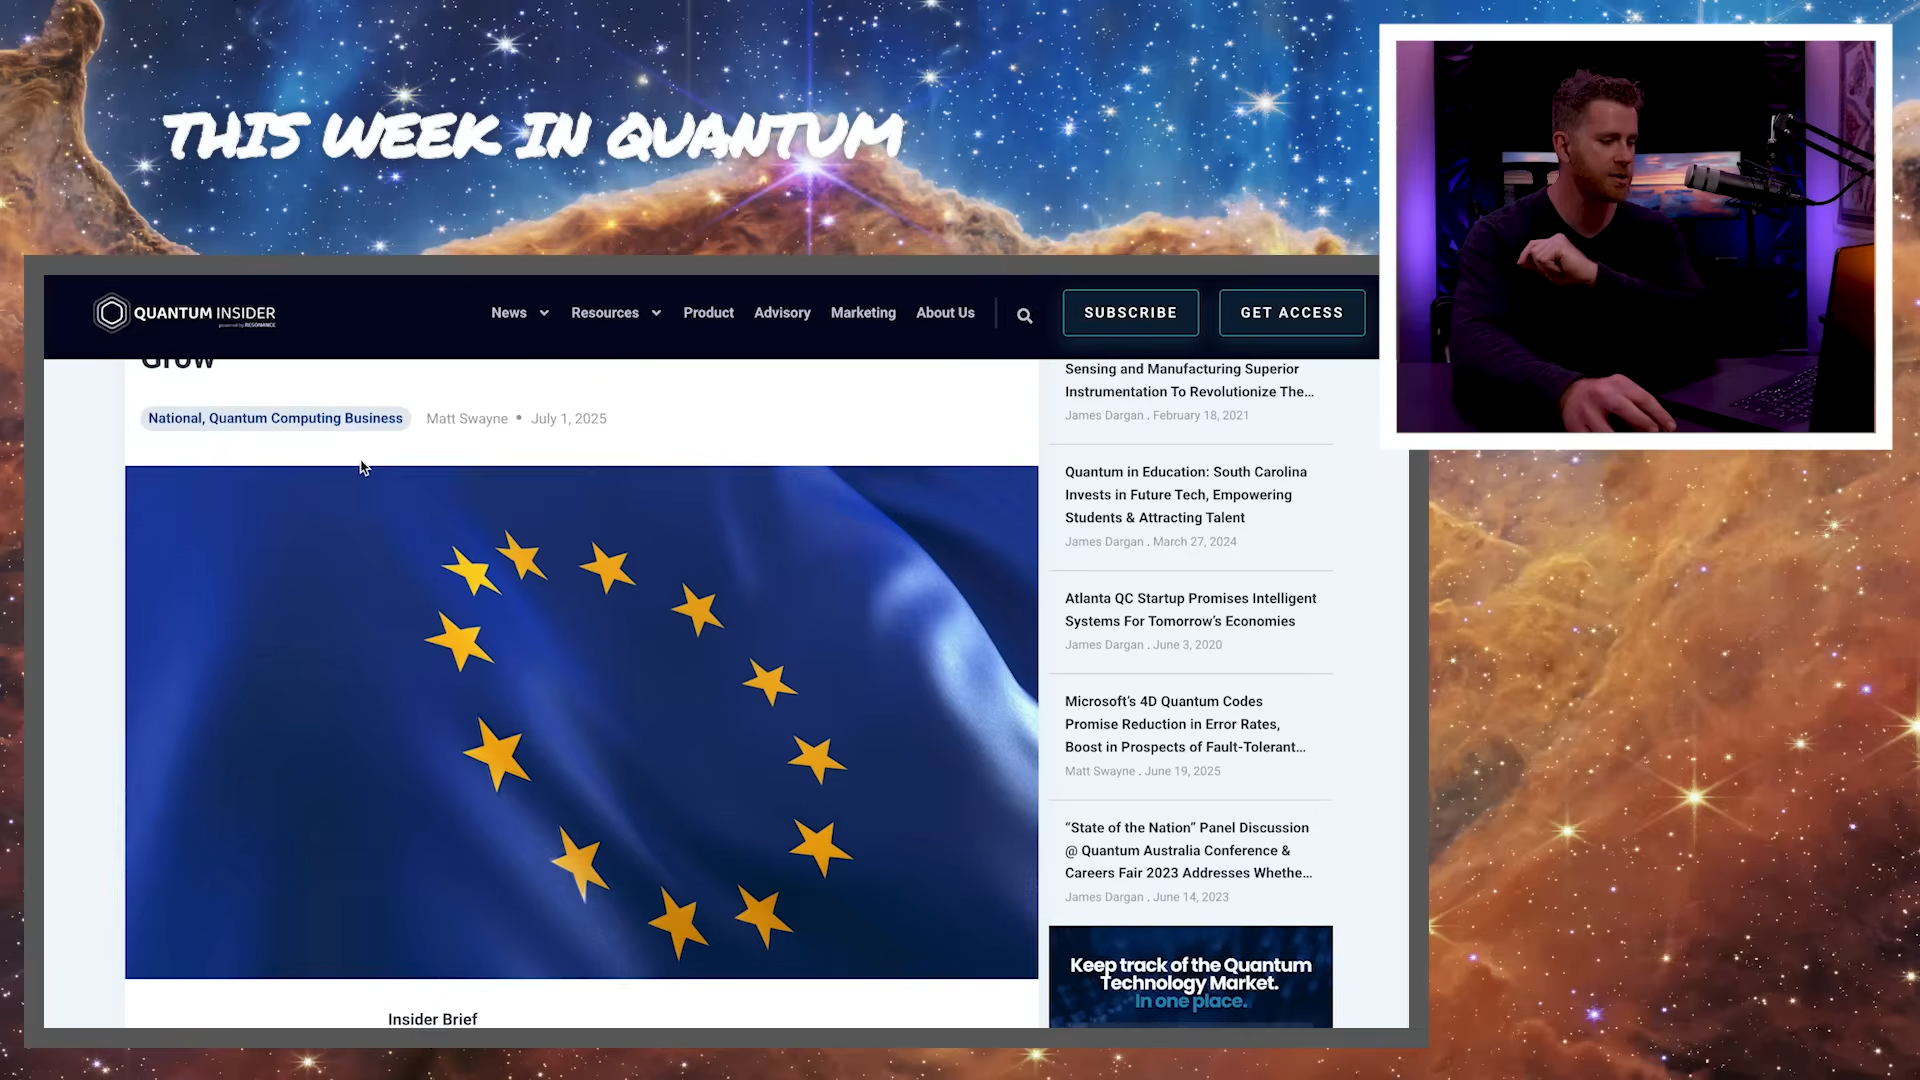 THIS WEEK IN QUANTUM
QUANTUM INSIDER
powered by RESONANCE
News Resources Product Advisory Marketing About Us SUBSCRIBE GET ACCESS
Grow
National, Quantum Computing Business Matt Swayne • July 1, 2025
Insider Brief
Sensing and Manufacturing Superior
Instrumentation To Revolutionize The...
James Dargan . February 18, 2021
Quantum in Education: South Carolina
Invests in Future Tech, Empowering
Students & Attracting Talent
James Dargan . March 27, 2024
Atlanta QC Startup Promises Intelligent
Systems For Tomorrow’s Economies
James Dargan . June 3, 2020
Microsoft’s 4D Quantum Codes
Promise Reduction in Error Rates,
Boost in Prospects of Fault-Tolerant...
Matt Swayne . June 19, 2025
“State of the Nation” Panel Discussion
@ Quantum Australia Conference &
Careers Fair 2023 Addresses Whethe...
James Dargan . June 14, 2023
Keep track of the Quantum
Technology Market.
In one place.